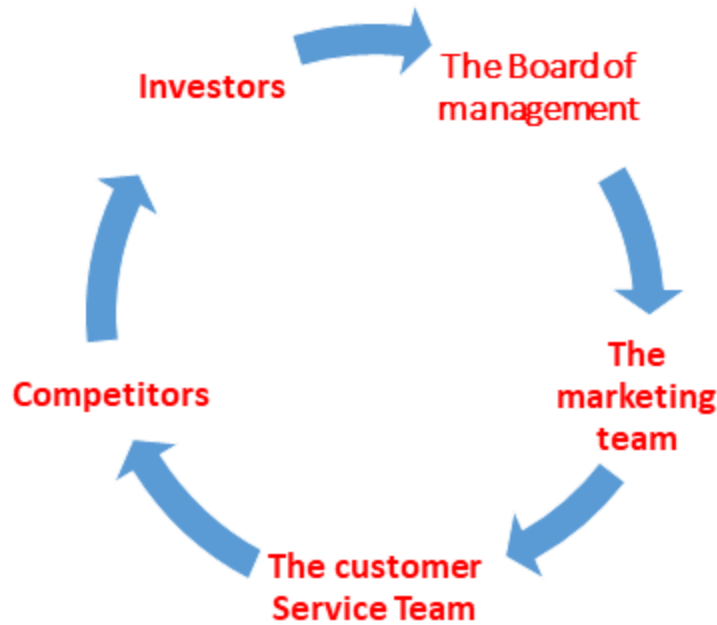 Investors
The Board of
management
The
marketing
team
The customer
Service Team
Competitors